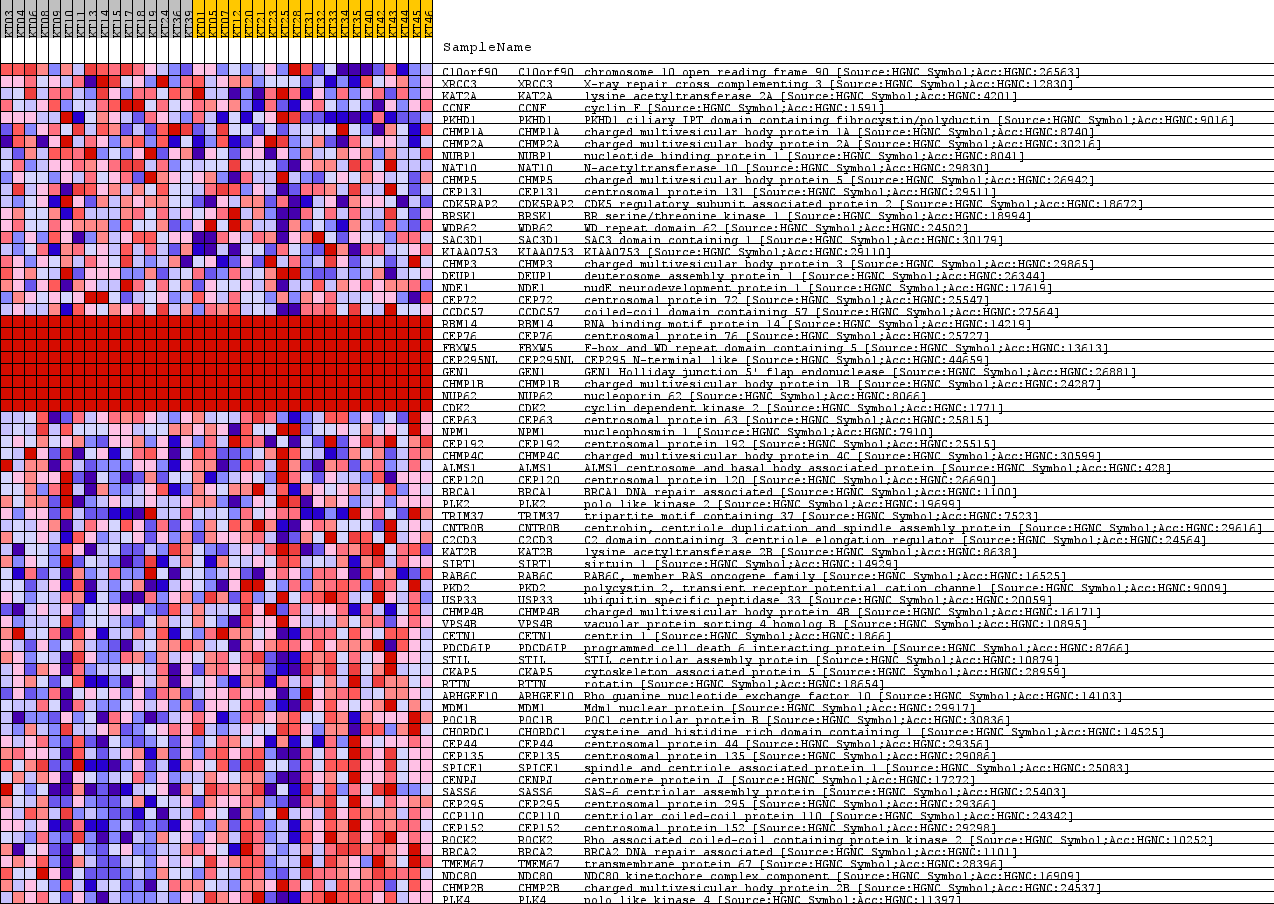 KT03 KT04 KT06 KT08 KT09 KT10 KT11 KT13 KT14 KT15 KT17 KT18 KT19 KT24 KT36 KT39 KT01 KT05 KT07 KT12 KT20 KT21 KT23 KT25 KT28 KT31 KT32 KT33 KT34 KT35 KT40 KT42 KT43 KT44 KT45 KT46
SampleName
C10orf90 C10orf90 chromosome 10 open reading frame 90 [Source:HGNC Symbol;Acc:HGNC:26563]
XRCC3 XRCC3 X-ray repair cross complementing 3 [Source:HGNC Symbol;Acc:HGNC:12830]
KAT2A KAT2A lysine acetyltransferase 2A [Source:HGNC Symbol;Acc:HGNC:4201]
CCNF CCNF cyclin F [Source:HGNC Symbol;Acc:HGNC:1591]
PKHD1 PKHD1 PKHD1 ciliary IPT domain containing fibrocystin/polyductin [Source:HGNC Symbol;Acc:HGNC:9016]
CHMP1A CHMP1A charged multivesicular body protein 1A [Source:HGNC Symbol;Acc:HGNC:8740]
CHMP2A CHMP2A charged multivesicular body protein 2A [Source:HGNC Symbol;Acc:HGNC:30216]
NUBP1 NUBP1 nucleotide binding protein 1 [Source:HGNC Symbol;Acc:HGNC:8041]
NAT10 NAT10 N-acetyltransferase 10 [Source:HGNC Symbol;Acc:HGNC:29830]
CHMP5 CHMP5 charged multivesicular body protein 5 [Source:HGNC Symbol;Acc:HGNC:26942]
CEP131 CEP131 centrosomal protein 131 [Source:HGNC Symbol;Acc:HGNC:29511]
CDK5RAP2 CDK5RAP2 CDK5 regulatory subunit associated protein 2 [Source:HGNC Symbol;Acc:HGNC:18672]
BRSK1 BRSK1 BR serine/threonine kinase 1 [Source:HGNC Symbol;Acc:HGNC:18994]
WDR62 WDR62 WD repeat domain 62 [Source:HGNC Symbol;Acc:HGNC:24502]
SAC3D1 SAC3D1 SAC3 domain containing 1 [Source:HGNC Symbol;Acc:HGNC:30179]
KIAA0753 KIAA0753 KIAA0753 [Source:HGNC Symbol;Acc:HGNC:29110]
CHMP3 CHMP3 charged multivesicular body protein 3 [Source:HGNC Symbol;Acc:HGNC:29865]
DEUP1 DEUP1 deuterosome assembly protein 1 [Source:HGNC Symbol;Acc:HGNC:26344]
NDE1 NDE1 nudE neurodevelopment protein 1 [Source:HGNC Symbol;Acc:HGNC:17619]
CEP72 CEP72 centrosomal protein 72 [Source:HGNC Symbol;Acc:HGNC:25547]
CCDC57 CCDC57 coiled-coil domain containing 57 [Source:HGNC Symbol;Acc:HGNC:27564]
RBM14 RBM14 RNA binding motif protein 14 [Source:HGNC Symbol;Acc:HGNC:14219]
CEP76 CEP76 centrosomal protein 76 [Source:HGNC Symbol;Acc:HGNC:25727]
FBXW5 FBXW5 F-box and WD repeat domain containing 5 [Source:HGNC Symbol;Acc:HGNC:13613]
CEP295NL CEP295NL CEP295 N-terminal like [Source:HGNC Symbol;Acc:HGNC:44659]
GEN1 GEN1 GEN1 Holliday junction 5' flap endonuclease [Source:HGNC Symbol;Acc:HGNC:26881]
CHMP1B CHMP1B charged multivesicular body protein 1B [Source:HGNC Symbol;Acc:HGNC:24287]
NUP62 NUP62 nucleoporin 62 [Source:HGNC Symbol;Acc:HGNC:8066]
CDK2 CDK2 cyclin dependent kinase 2 [Source:HGNC Symbol;Acc:HGNC:1771]
CEP63 CEP63 centrosomal protein 63 [Source:HGNC Symbol;Acc:HGNC:25815]
NPM1 NPM1 nucleophosmin 1 [Source:HGNC Symbol;Acc:HGNC:7910]
CEP192 CEP192 centrosomal protein 192 [Source:HGNC Symbol;Acc:HGNC:25515]
CHMP4C CHMP4C charged multivesicular body protein 4C [Source:HGNC Symbol;Acc:HGNC:30599]
ALMS1 ALMS1 ALMS1 centrosome and basal body associated protein [Source:HGNC Symbol;Acc:HGNC:428]
CEP120 CEP120 centrosomal protein 120 [Source:HGNC Symbol;Acc:HGNC:26690]
BRCA1 BRCA1 BRCA1 DNA repair associated [Source:HGNC Symbol;Acc:HGNC:1100]
PLK2 PLK2 polo like kinase 2 [Source:HGNC Symbol;Acc:HGNC:19699]
TRIM37 TRIM37 tripartite motif containing 37 [Source:HGNC Symbol;Acc:HGNC:7523]
CNTROB CNTROB centrobin, centriole duplication and spindle assembly protein [Source:HGNC Symbol;Acc:HGNC:29616]
C2CD3 C2CD3 C2 domain containing 3 centriole elongation regulator [Source:HGNC Symbol;Acc:HGNC:24564]
KAT2B KAT2B lysine acetyltransferase 2B [Source:HGNC Symbol;Acc:HGNC:8638]
SIRT1 SIRT1 sirtuin 1 [Source:HGNC Symbol;Acc:HGNC:14929]
RAB6C RAB6C RAB6C, member RAS oncogene family [Source:HGNC Symbol;Acc:HGNC:16525]
PKD2 PKD2 polycystin 2, transient receptor potential cation channel [Source:HGNC Symbol;Acc:HGNC:9009]
USP33 USP33 ubiquitin specific peptidase 33 [Source:HGNC Symbol;Acc:HGNC:20059]
CHMP4B CHMP4B charged multivesicular body protein 4B [Source:HGNC Symbol;Acc:HGNC:16171]
VPS4B VPS4B vacuolar protein sorting 4 homolog B [Source:HGNC Symbol;Acc:HGNC:10895]
CETN1 CETN1 centrin 1 [Source:HGNC Symbol;Acc:HGNC:1866]
PDCD6IP PDCD6IP programmed cell death 6 interacting protein [Source:HGNC Symbol;Acc:HGNC:8766]
STIL STIL STIL centriolar assembly protein [Source:HGNC Symbol;Acc:HGNC:10879]
CKAP5 CKAP5 cytoskeleton associated protein 5 [Source:HGNC Symbol;Acc:HGNC:28959]
RTTN RTTN rotatin [Source:HGNC Symbol;Acc:HGNC:18654]
ARHGEF10 ARHGEF10 Rho guanine nucleotide exchange factor 10 [Source:HGNC Symbol;Acc:HGNC:14103]
MDM1 MDM1 Mdm1 nuclear protein [Source:HGNC Symbol;Acc:HGNC:29917]
POC1B POC1B POC1 centriolar protein B [Source:HGNC Symbol;Acc:HGNC:30836]
CHORDC1 CHORDC1 cysteine and histidine rich domain containing 1 [Source:HGNC Symbol;Acc:HGNC:14525]
CEP44 CEP44 centrosomal protein 44 [Source:HGNC Symbol;Acc:HGNC:29356]
CEP135 CEP135 centrosomal protein 135 [Source:HGNC Symbol;Acc:HGNC:29086]
SPICE1 SPICE1 spindle and centriole associated protein 1 [Source:HGNC Symbol;Acc:HGNC:25083]
CENPJ CENPJ centromere protein J [Source:HGNC Symbol;Acc:HGNC:17272]
SASS6 SASS6 SAS-6 centriolar assembly protein [Source:HGNC Symbol;Acc:HGNC:25403]
CEP295 CEP295 centrosomal protein 295 [Source:HGNC Symbol;Acc:HGNC:29366]
CCP110 CCP110 centriolar coiled-coil protein 110 [Source:HGNC Symbol;Acc:HGNC:24342]
CEP152 CEP152 centrosomal protein 152 [Source:HGNC Symbol;Acc:HGNC:29298]
ROCK2 ROCK2 Rho associated coiled-coil containing protein kinase 2 [Source:HGNC Symbol;Acc:HGNC:10252]
BRCA2 BRCA2 BRCA2 DNA repair associated [Source:HGNC Symbol;Acc:HGNC:1101]
TMEM67 TMEM67 transmembrane protein 67 [Source:HGNC Symbol;Acc:HGNC:28396]
NDC80 NDC80 NDC80 kinetochore complex component [Source:HGNC Symbol;Acc:HGNC:16909]
CHMP2B CHMP2B charged multivesicular body protein 2B [Source:HGNC Symbol;Acc:HGNC:24537]
PLK4 PLK4 polo like kinase 4 [Source:HGNC Symbol;Acc:HGNC:11397]